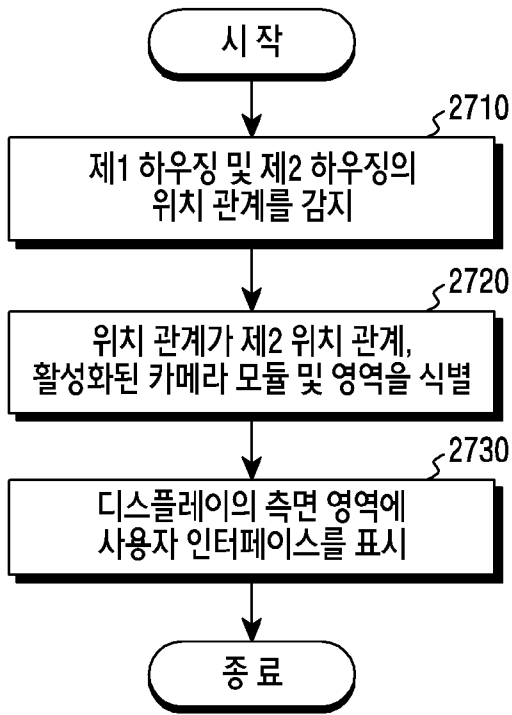 시 작
2710
제1 하우징 및 제2 하우징의
위치 관계를 감지
2720
위치 관계가 제2 위치 관계,
활성화된 카메라 모듈 및 영역을 식별
2730
디스플레이의 측면 영역에
사용자 인터페이스를 표시
종 료